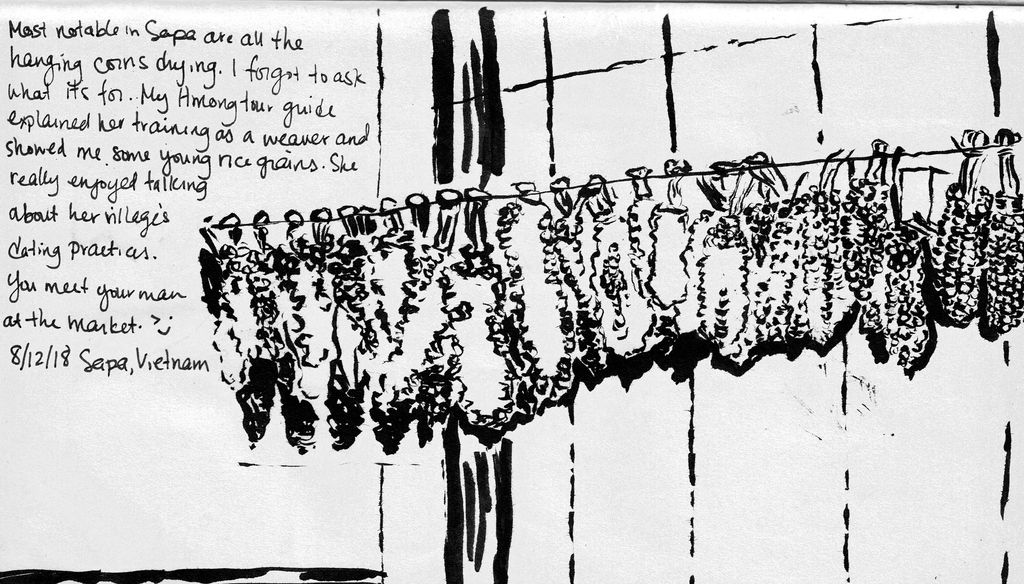 Most notable in Sapa are all the
hanging corns drying. I forgot to ask
what it's for.. My Hmong tour guide
explained her training as a weaver and
showed me some young rice grains. She
really enjoyed talking
about her village's
dating practices.
You meet your man
at the market. >;)
8/12/18 Sapa, Vietnam